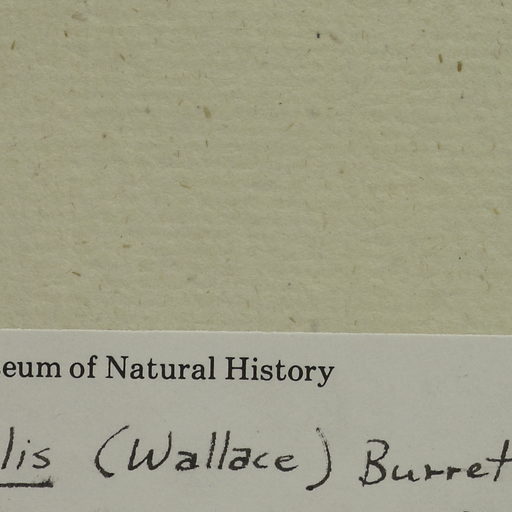 eum of Natural History
lis (Wallace) Burret